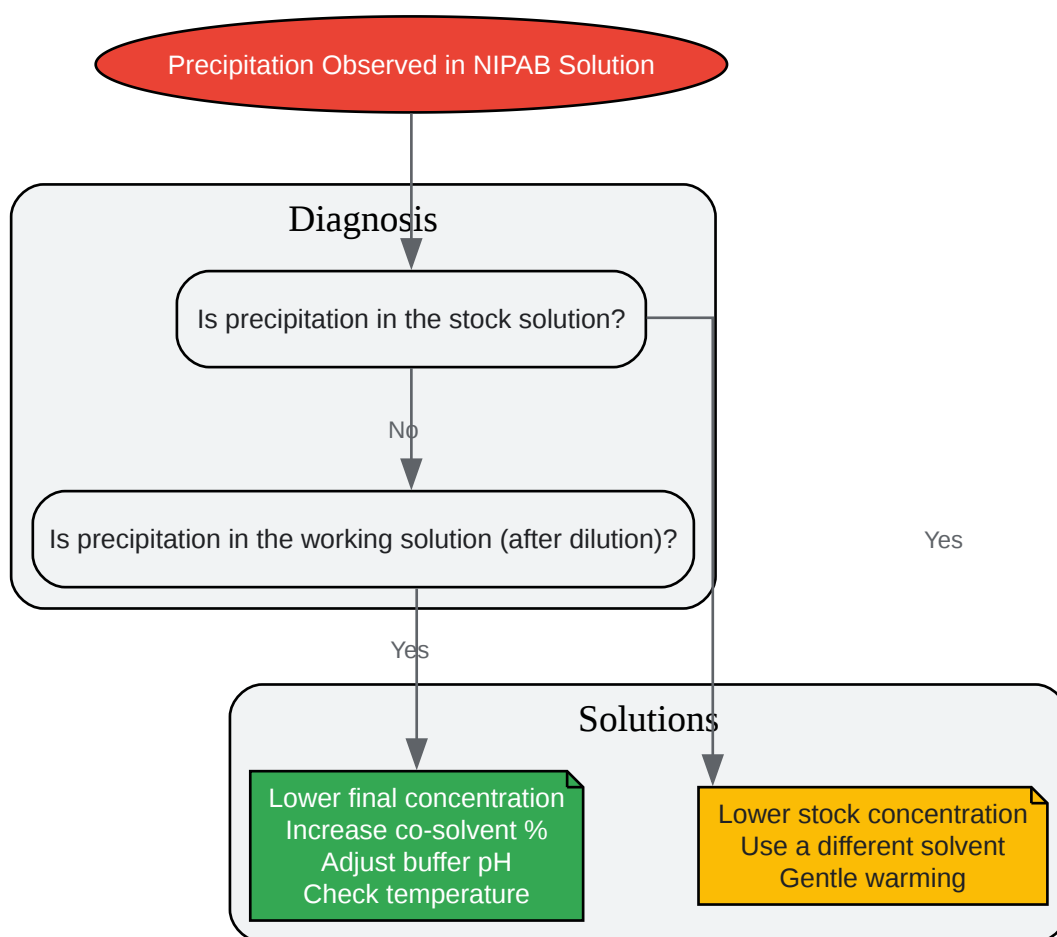 Precipitation Observed in NIPAB Solution
Diagnosis
Is precipitation in the stock solution?
No
Is precipitation in the working solution (after dilution)?
Yes
Yes
Solutions
Lower final concentration
Increase co-solvent %
Adjust buffer pH
Check temperature
Lower stock concentration
Use a different solvent
Gentle warming